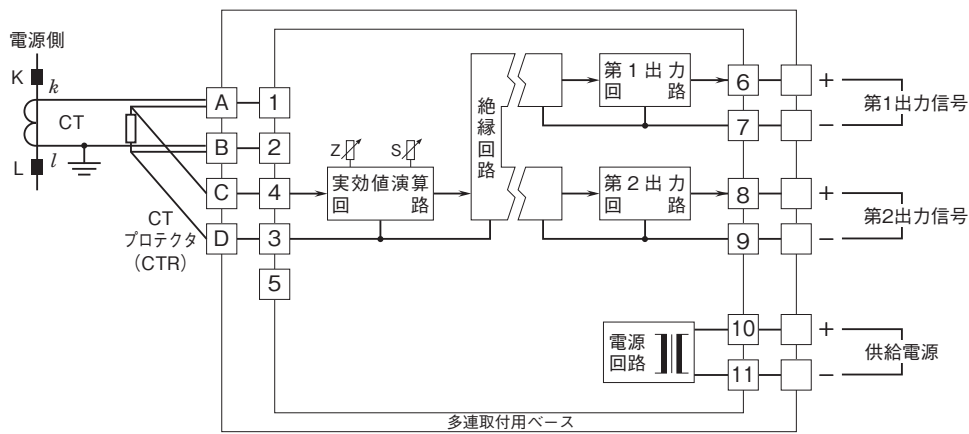 電源側
K
k
CT
L
l
A
1
B
2
C
4
D
3
5
CT
プロテクタ
(CTR)
Z
S
実効値演算
回 路
絶縁回路
第1出力
回 路
第2出力
回 路
6
+
7
−
第1出力信号
8
+
9
−
第2出力信号
電源
回路
10
+
11
−
供給電源
多連取付用ベース